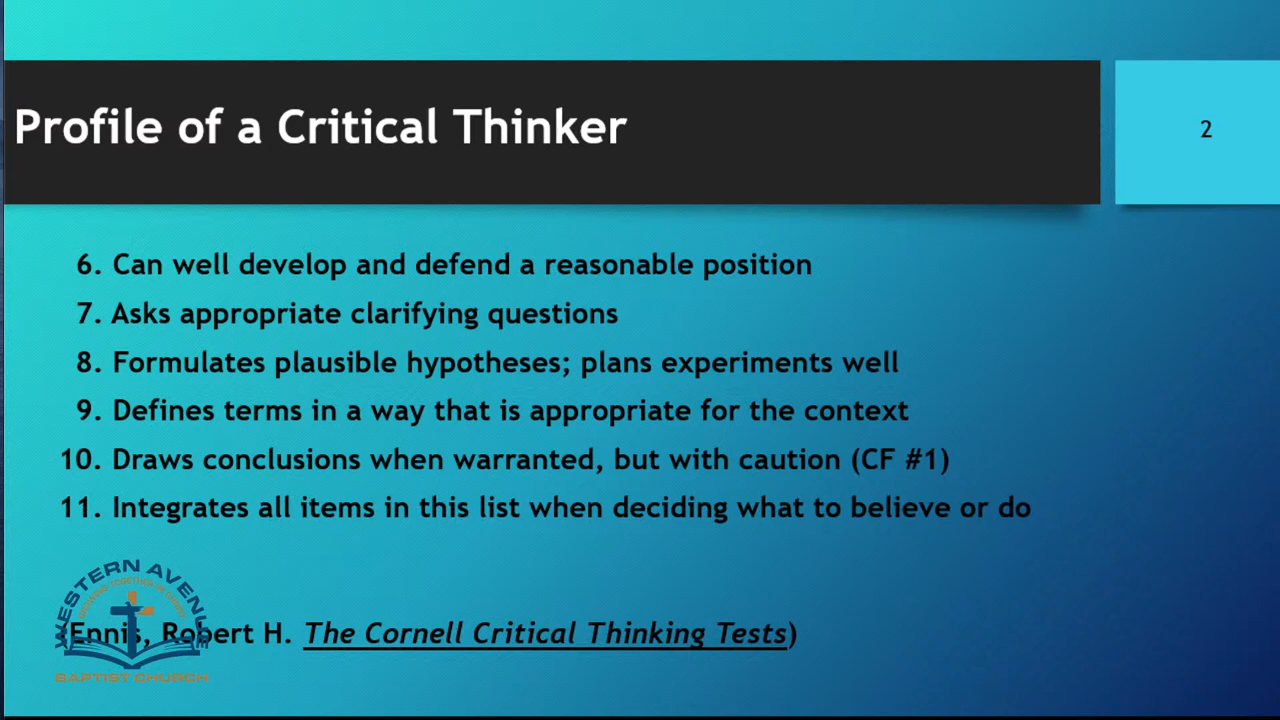 Profile of a Critical Thinker
2
6. Can well develop and defend a reasonable position
7. Asks appropriate clarifying questions
8. Formulates plausible hypotheses; plans experiments well
9. Defines terms in a way that is appropriate for the context
10. Draws conclusions when warranted, but with caution (CF #1)
11. Integrates all items in this list when deciding what to believe or do
(Ennis, Robert H. The Cornell Critical Thinking Tests)
WESTERN AVENUE
BAPTIST CHURCH